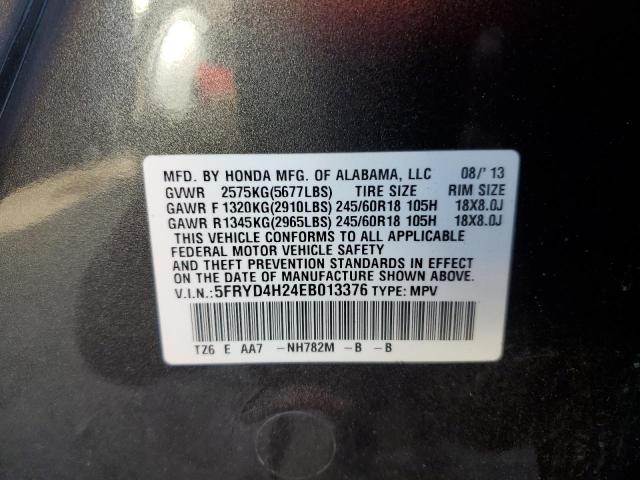 MFD. BY HONDA MFG. OF ALABAMA, LLC 08/'13
GVWR 2575KG(5677LBS) TIRE SIZE RIM SIZE
GAWR F 1320KG(2910LBS) 245/60R18 105H 18X8.0J
GAWR R1345KG(2965LBS) 245/60R18 105H 18X8.0J
THIS VEHICLE CONFORMS TO ALL APPLICABLE
FEDERAL MOTOR VEHICLE SAFETY
AND THEFT PREVENTION STANDARDS IN EFFECT
ON THE DATE OF MANUFACTURE SHOWN ABOVE.
V.I.N.:5FRYD4H24EB013376 TYPE: MPV
TZ6 E AA7 -NH782M -B -B